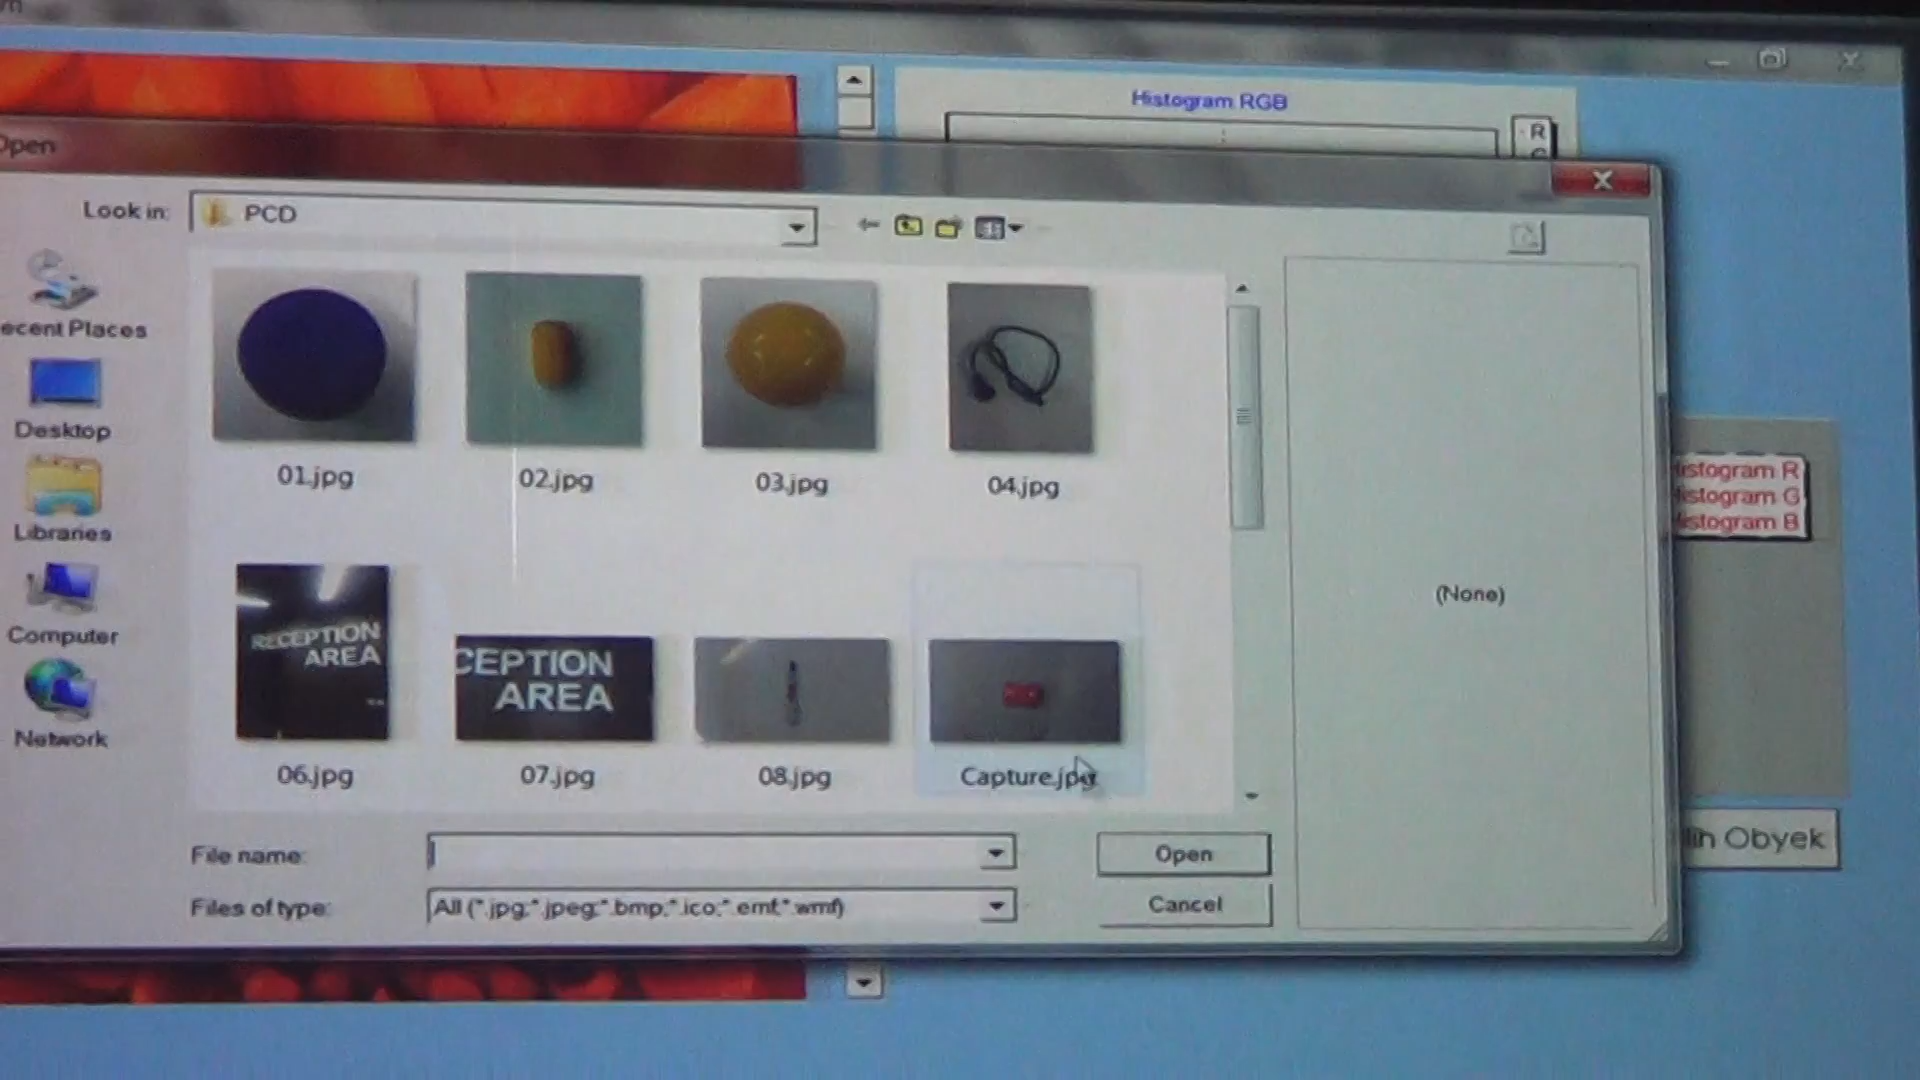 Histogram RGB
R
Open
Look in:
PCD
ecent Places
Desktop
Libraries
Computer
Network
01.jpg
02.jpg
03.jpg
04.jpg
RECEPTION
AREA
CEPTION
AREA
06.jpg
07.jpg
08.jpg
Capture.jpg
(None)
istogram R
istogram G
istogram B
lih Obyek
File name:
Open
Files of type:
All (*.jpg;*.jpeg;*.bmp;*.ico;*.emf;*.wmf)
Cancel